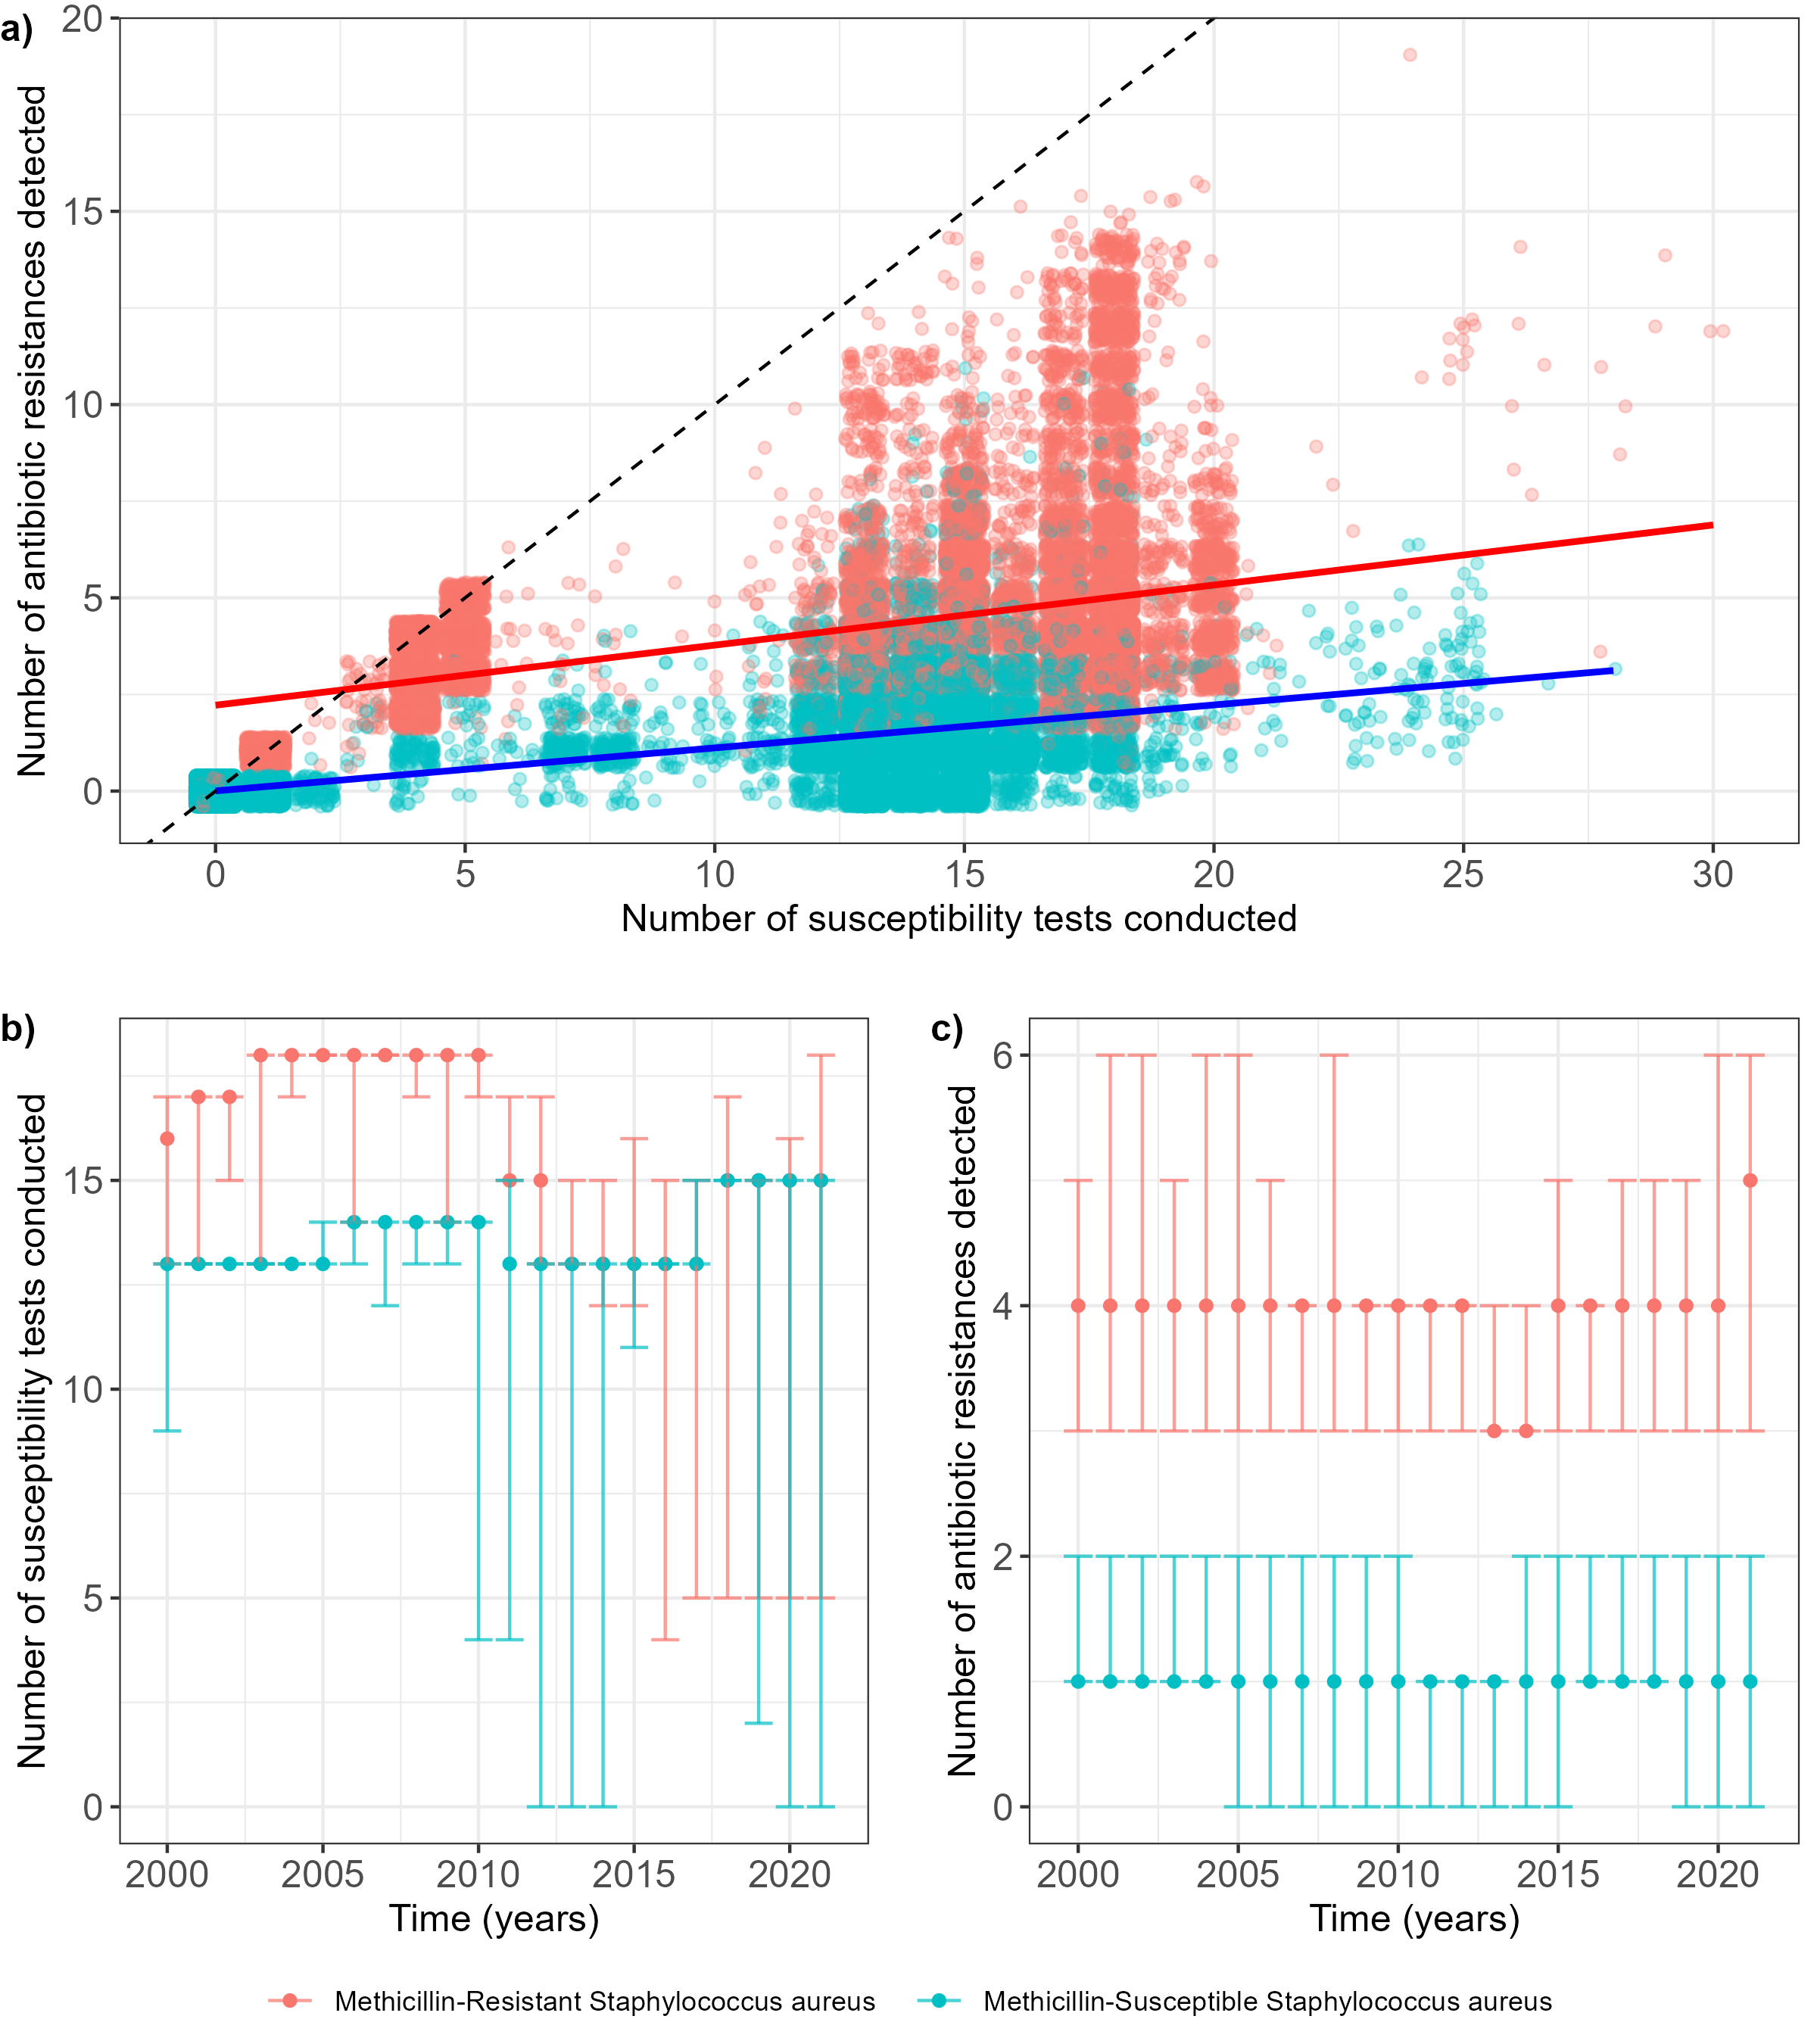 a)
Number of antibiotic resistances detected
20
15
10
5
0
0 5 10 15 20 25 30
Number of susceptibility tests conducted
b)
Number of susceptibility tests conducted
15
10
5
0
2000 2005 2010 2015 2020
Time (years)
c)
Number of antibiotic resistances detected
6
4
2
0
2000 2005 2010 2015 2020
Time (years)
Methicillin-Resistant Staphylococcus aureus
Methicillin-Susceptible Staphylococcus aureus